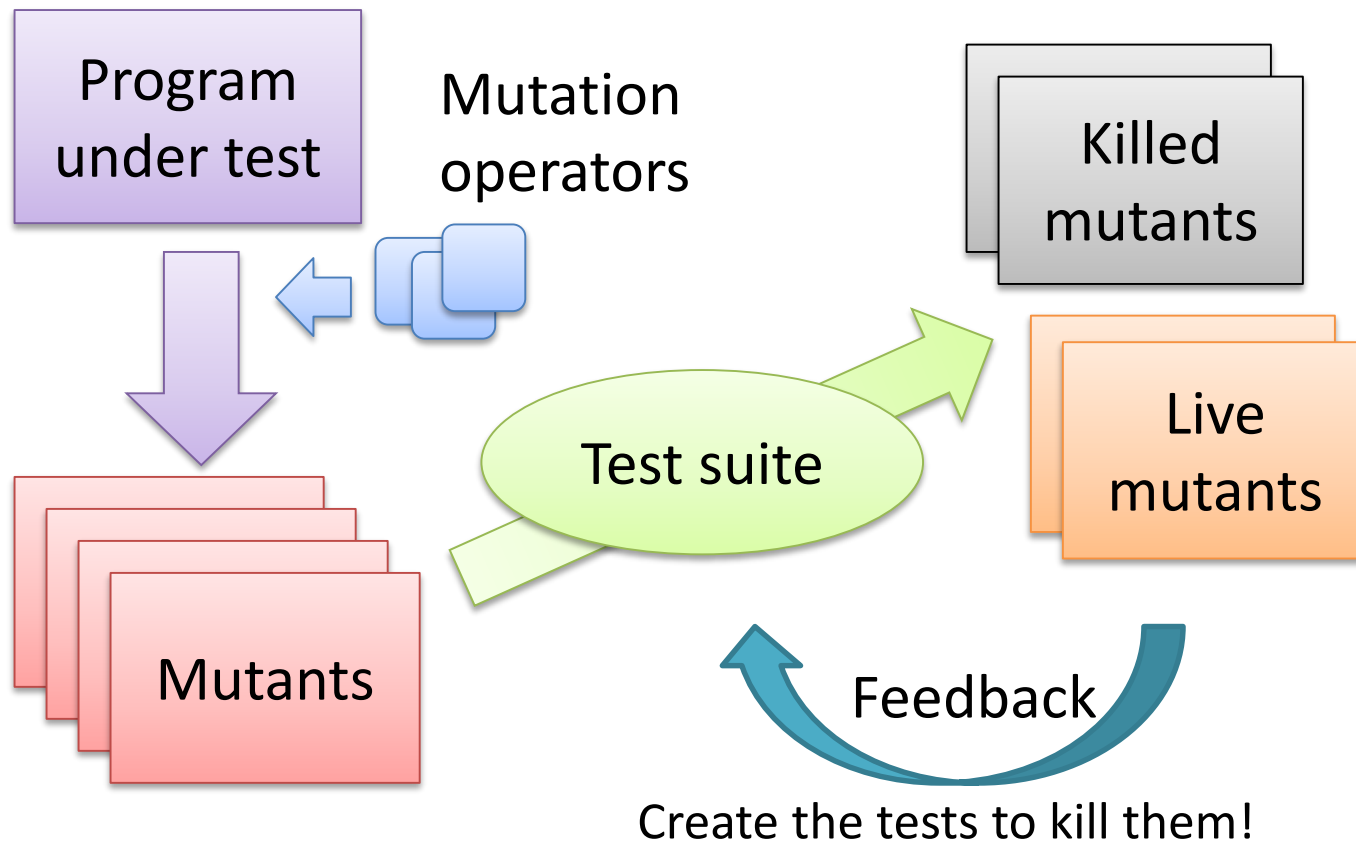 Program
under test
Mutation
operators
Killed
mutants
Test suite
Live
mutants
Mutants
Feedback
Create the tests to kill them!